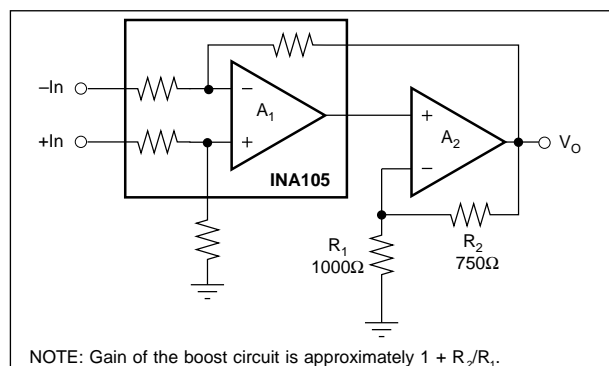 –In
A₁
A₂
V_O
+In
INA105
R₁
1000Ω
R₂
750Ω
NOTE: Gain of the boost circuit is approximately 1 + R₂/R₁.